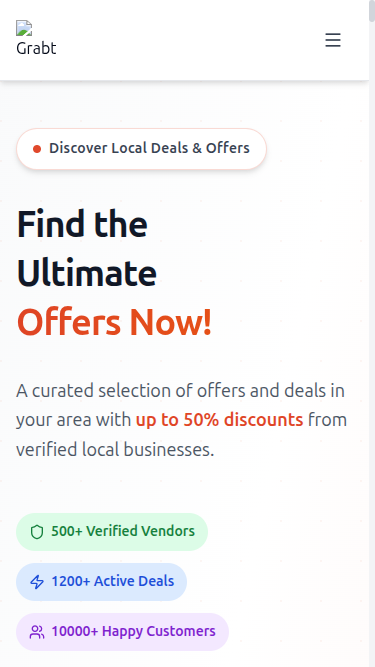 Grabt
Discover Local Deals & Offers
Find the
Ultimate
Offers Now!
A curated selection of offers and deals in
your area with up to 50% discounts from
verified local businesses.
500+ Verified Vendors
1200+ Active Deals
10000+ Happy Customers